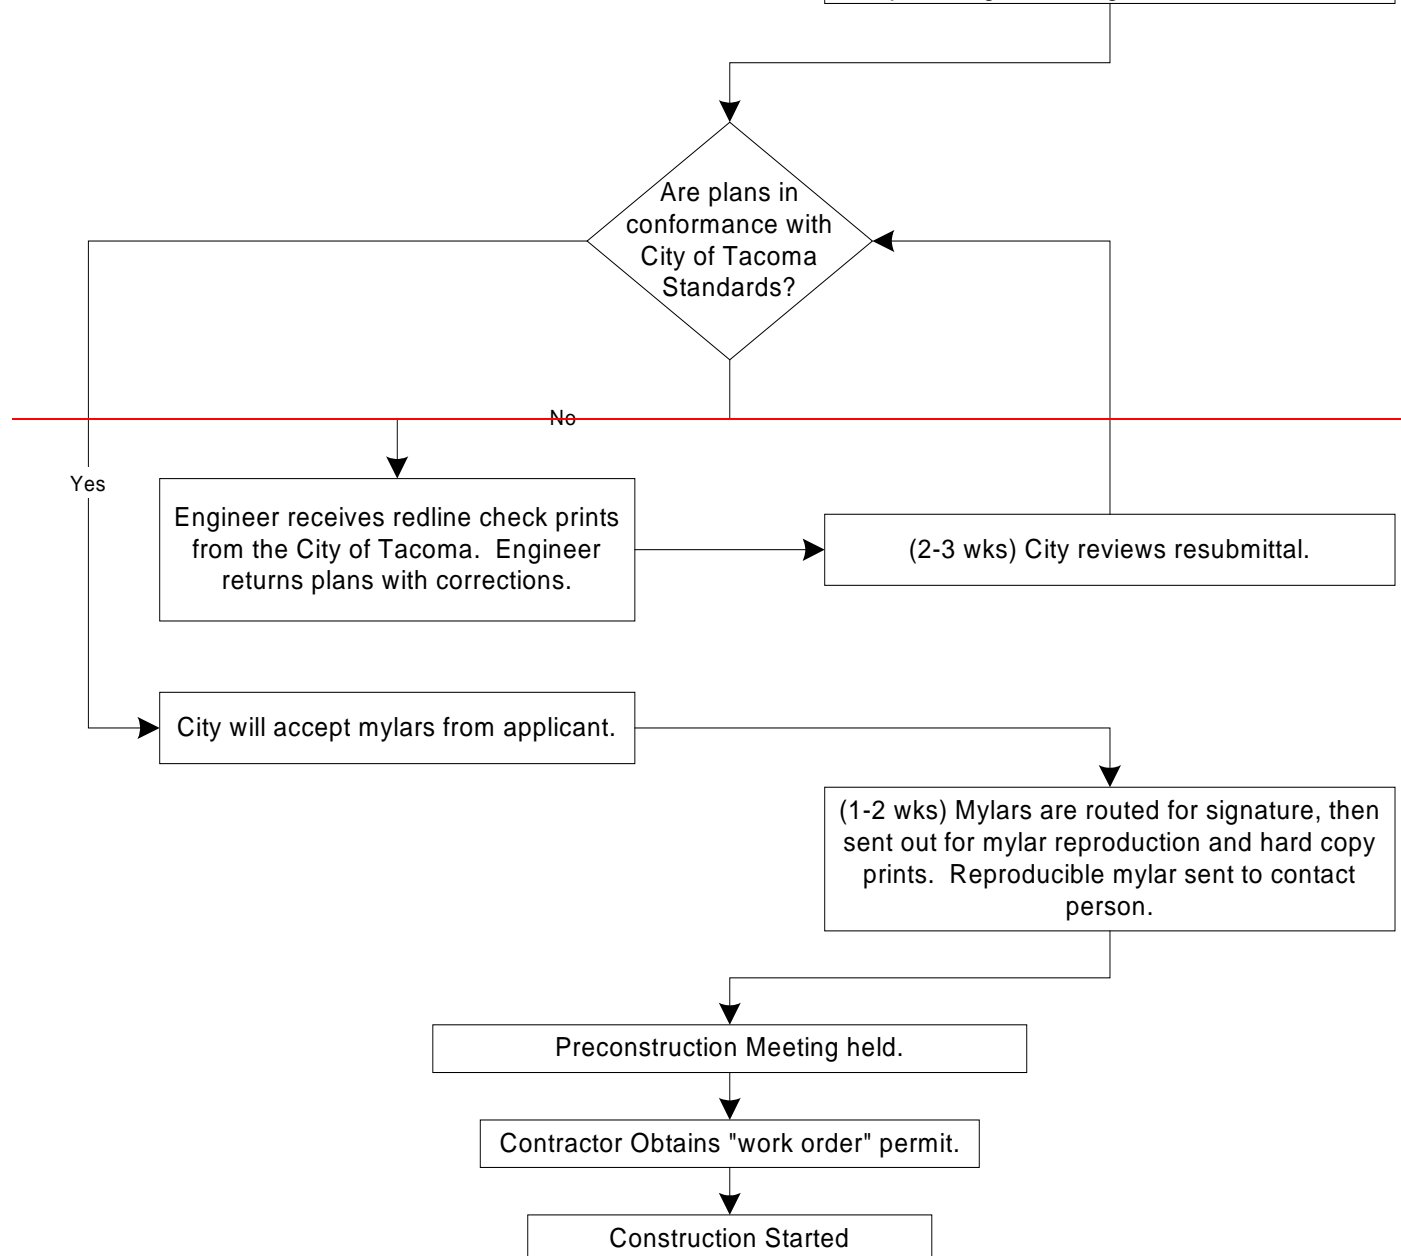 Are plans in
conformance with
City of Tacoma
Standards?
No
Yes
Engineer receives redline check prints
from the City of Tacoma.  Engineer
returns plans with corrections.
(2-3 wks) City reviews resubmittal.
City will accept mylars from applicant.
(1-2 wks) Mylars are routed for signature, then
sent out for mylar reproduction and hard copy
prints.  Reproducible mylar sent to contact
person.
Preconstruction Meeting held.
Contractor Obtains "work order" permit.
Construction Started